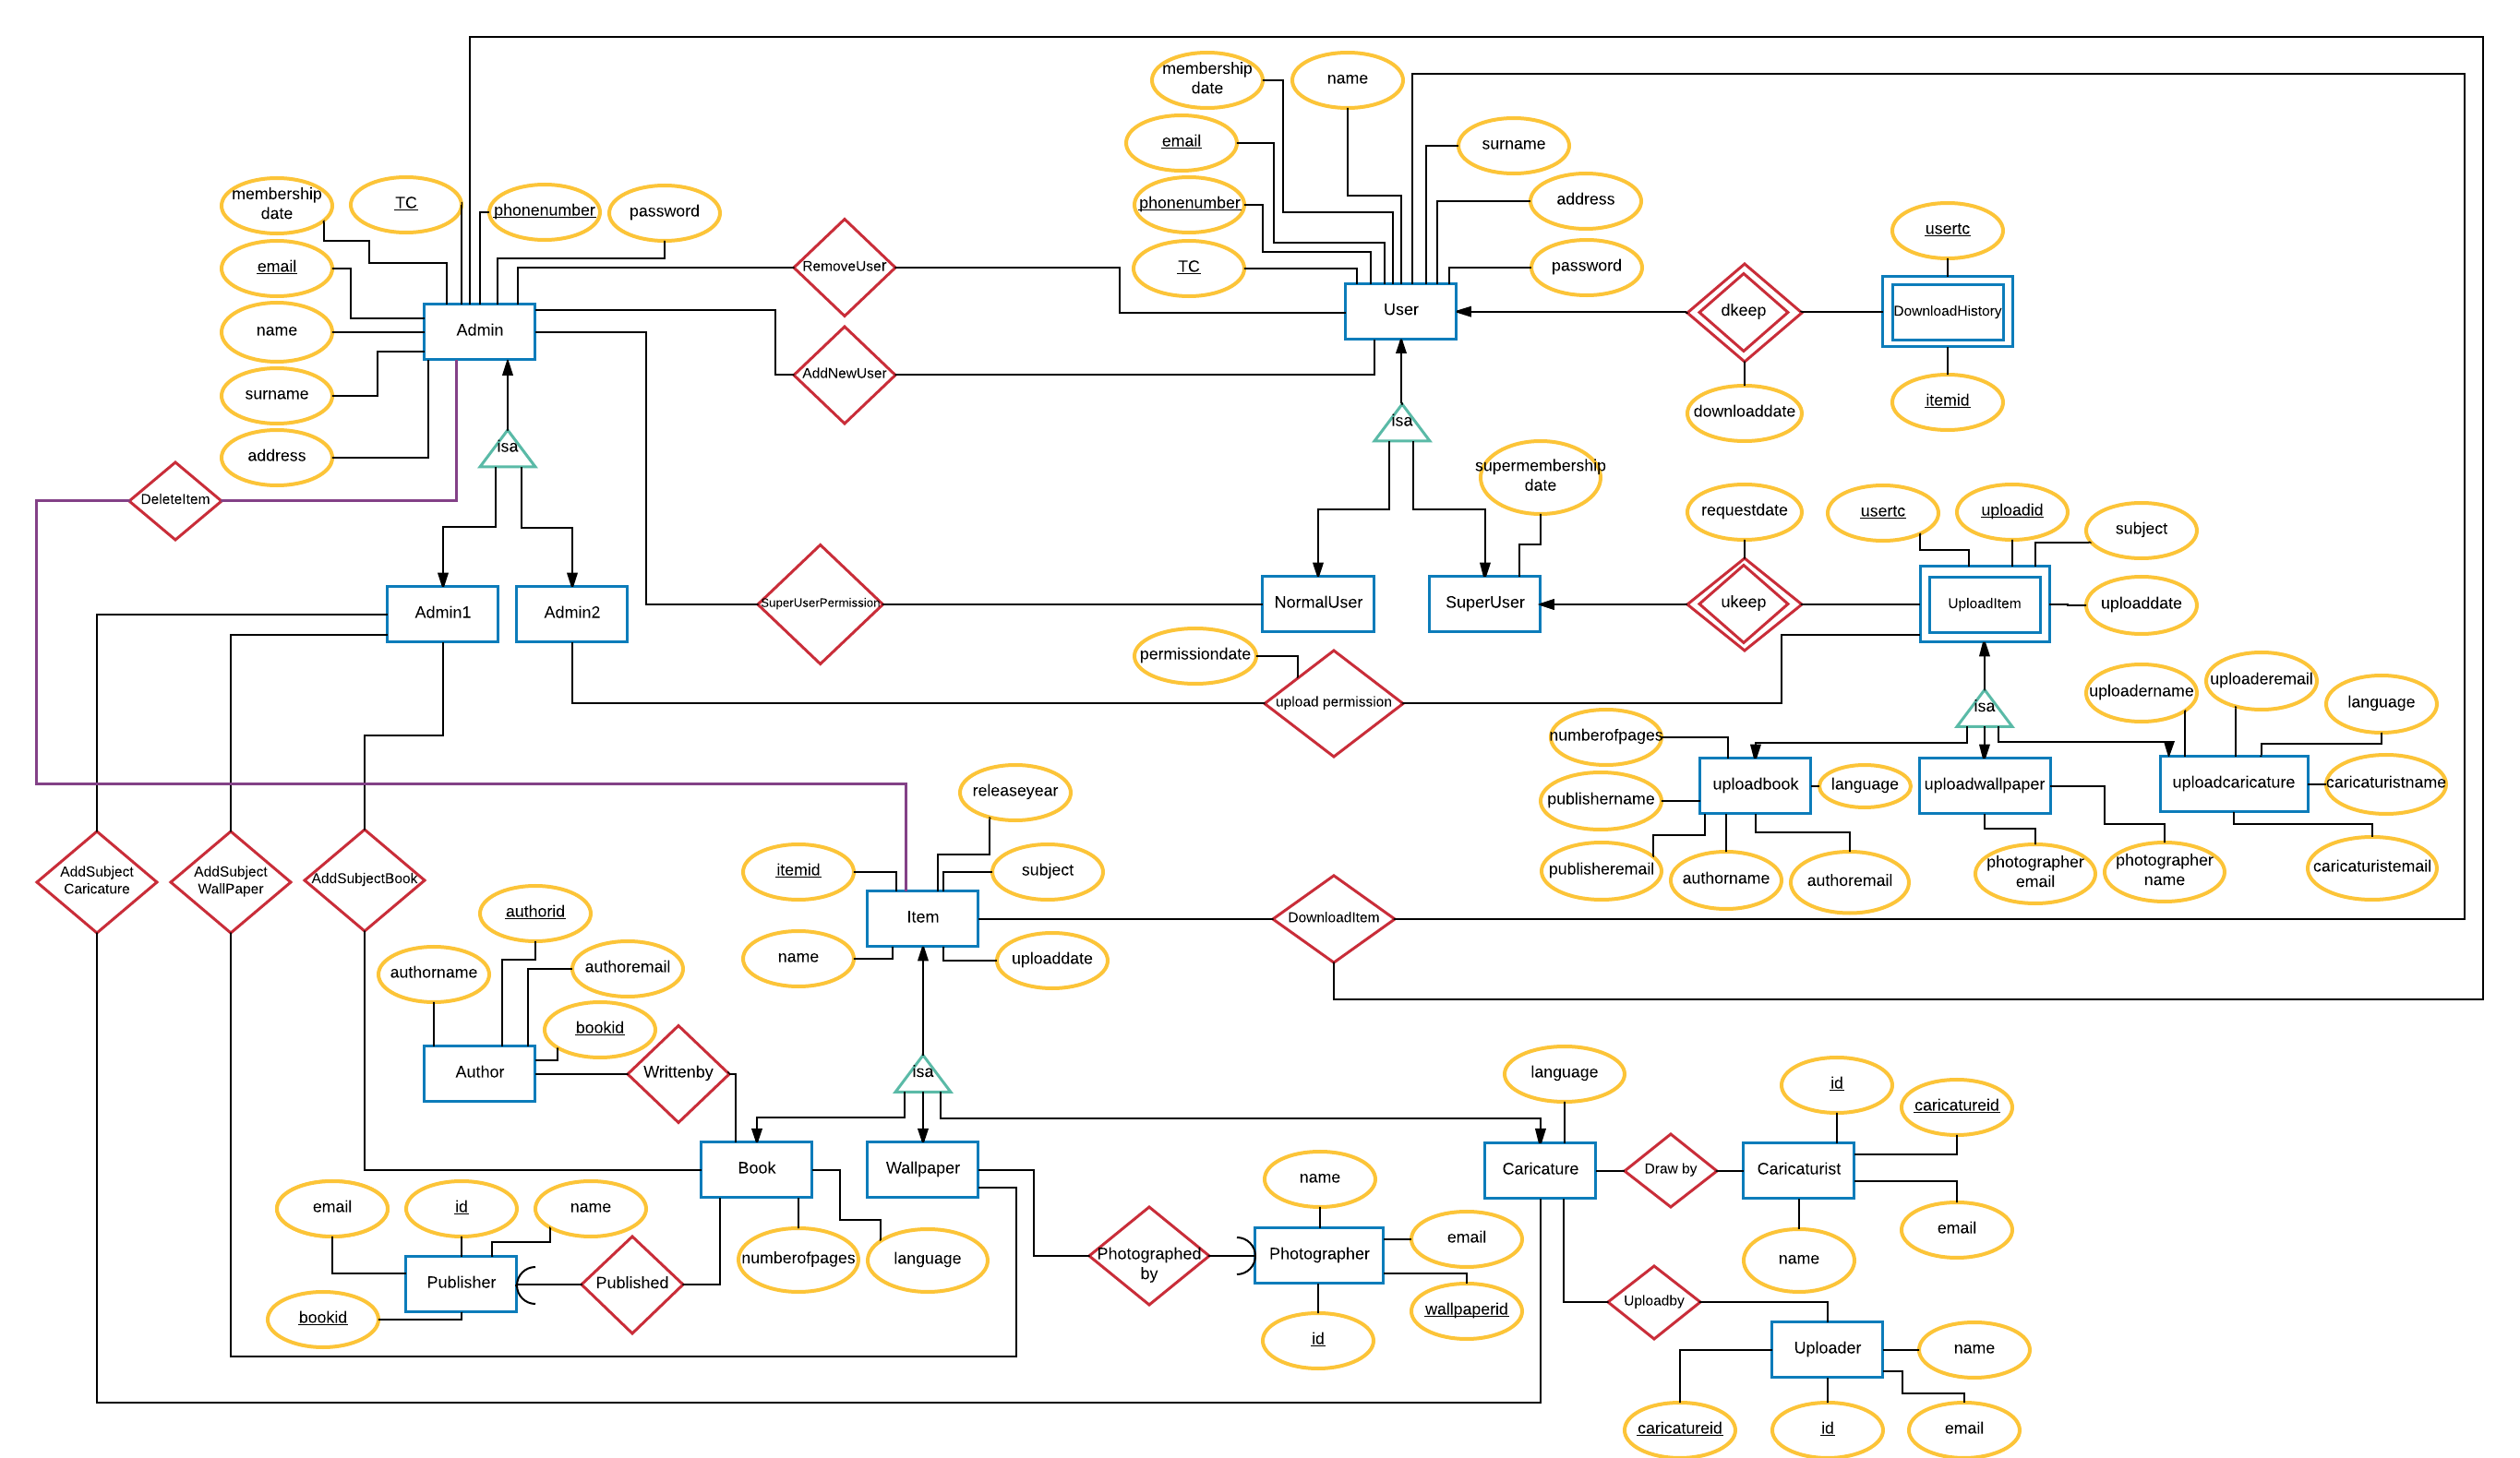 membership
date
name
email
surname
phonenumber
address
TC
password
membership
date
TC
phonenumber
password
email
name
surname
address
Admin
RemoveUser
AddNewUser
User
dkeep
downloaddate
usertc
DownloadHistory
itemid
isa
isa
DeleteItem
supermembership
date
requestdate
usertc
uploadid
subject
uploaddate
Admin1
Admin2
SuperUserPermission
NormalUser
SuperUser
ukeep
UploadItem
permissiondate
upload permission
isa
uploadername
uploaderemail
language
numberofpages
publishername
publisheremail
uploadbook
language
authorname
authoremail
uploadwallpaper
photographer
email
photographer
name
uploadcaricature
caricaturistname
caricaturistemail
AddSubject
Caricature
AddSubject
WallPaper
AddSubjectBook
releaseyear
itemid
subject
Item
name
uploaddate
DownloadItem
authorid
authorname
authoremail
bookid
Author
Writtenby
isa
Book
Wallpaper
language
Caricature
Draw by
Caricaturist
id
caricatureid
email
name
email
id
name
Publisher
bookid
Published
numberofpages
language
Photographed
by
name
Photographer
email
wallpaperid
id
Uploadby
Uploader
name
caricatureid
id
email